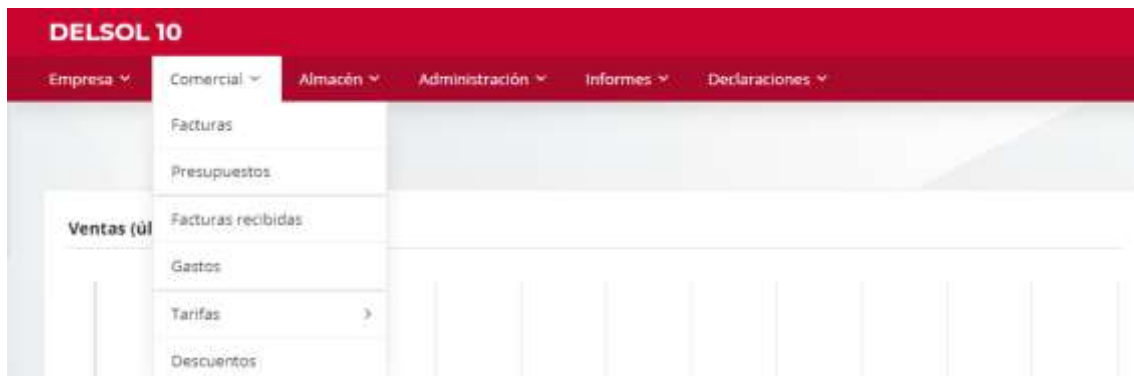 DELSOL 10
Empresa Comercial Almacén Administración Informes Declaraciones
Facturas
Presupuestos
Facturas recibidas
Ventas (úl
Gastos
Tarifas
Descuentos